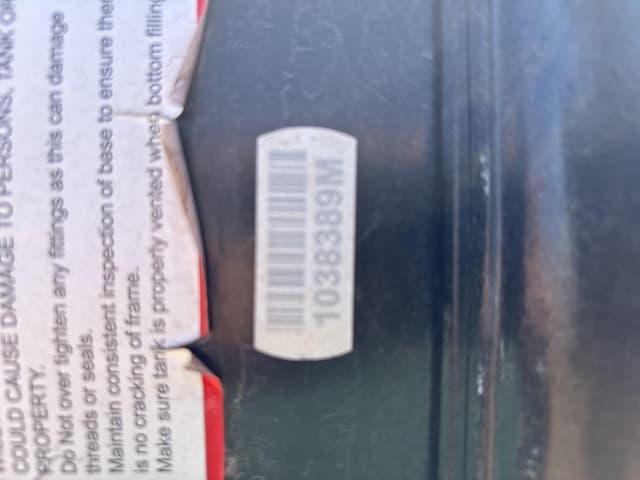 COULD CAUSE DAMAGE TO PERSONS, TANK OR
PROPERTY.
Do Not over tighten any fittings as this can damage
threads or seals.
Maintain consistent inspection of base to ensure there
is no cracking of frame.
Make sure tank is properly vented when bottom filling
1038389M